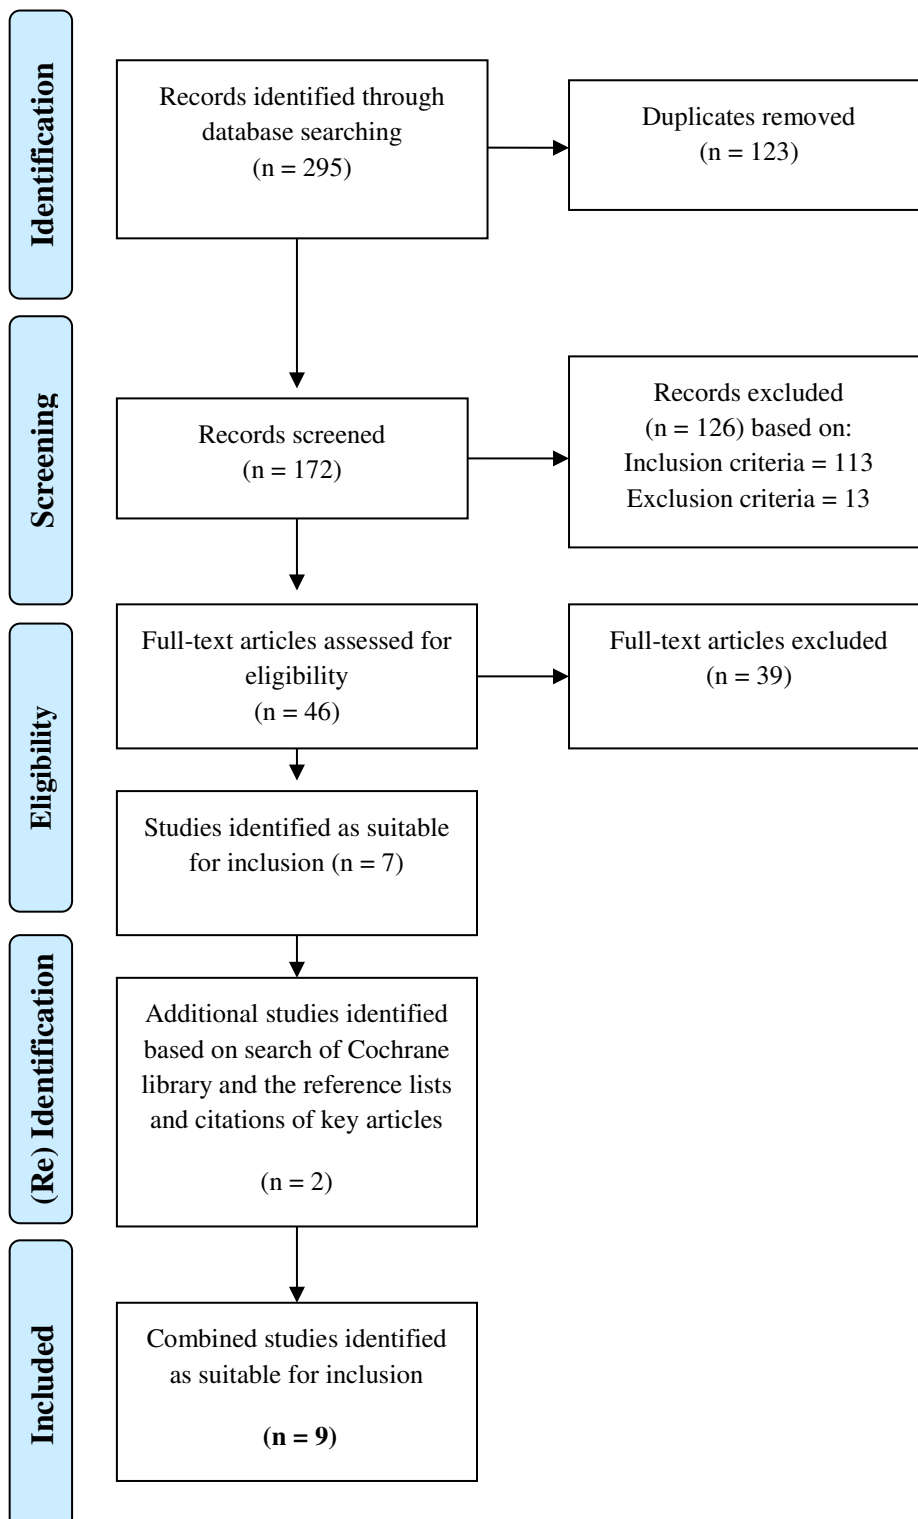 Identification
Records identified through
database searching
(n = 295)
Duplicates removed
(n = 123)
Screening
Records screened
(n = 172)
Records excluded
(n = 126) based on:
Inclusion criteria = 113
Exclusion criteria = 13
Eligibility
Full-text articles assessed for
eligibility
(n = 46)
Full-text articles excluded
(n = 39)
Studies identified as suitable
for inclusion (n = 7)
(Re) Identification
Additional studies identified
based on search of Cochrane
library and the reference lists
and citations of key articles
(n = 2)
Included
Combined studies identified
as suitable for inclusion
(n = 9)